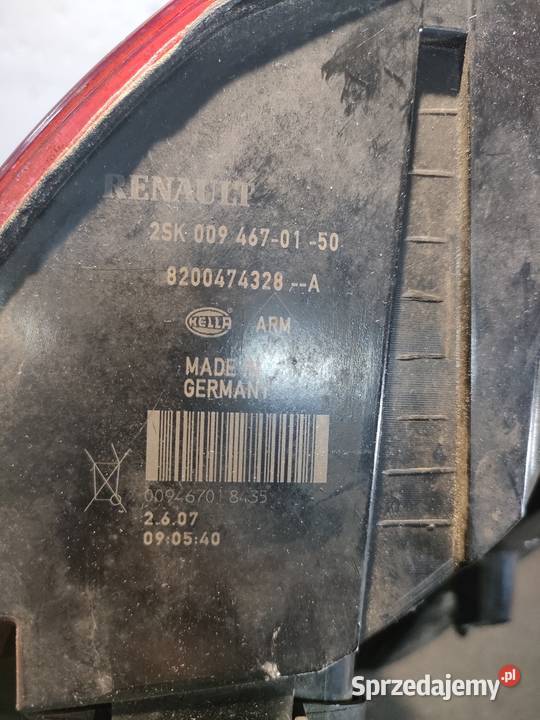 RENAULT
2SK 009 467-01 -50
8200474328 --A
HELLA ARM
MADE IN
GERMANY
00946701 8435
2.6.07
09:05:40
Sprzedajemy.pl